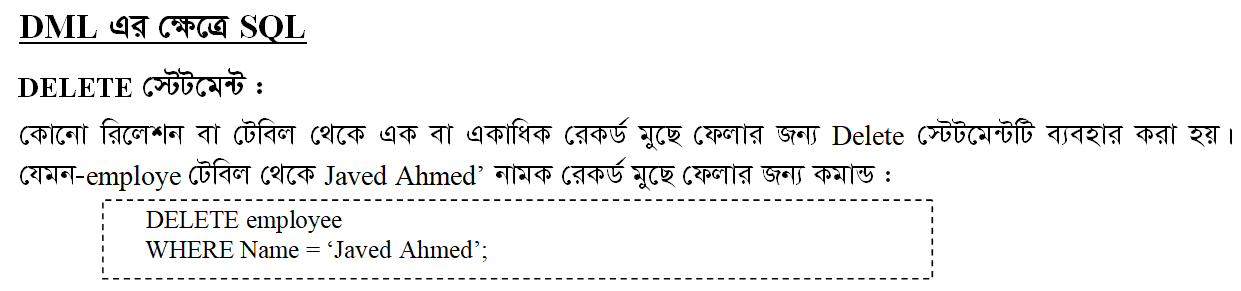 DML এর ক্ষেত্রে SQL
DELETE স্টেটমেন্ট :
কোনো রিলেশন বা টেবিল থেকে এক বা একাধিক রেকর্ড মুছে ফেলার জন্য Delete স্টেটমেন্টটি ব্যবহার করা হয়।
যেমন-employe টেবিল থেকে Javed Ahmed’ নামক রেকর্ড মুছে ফেলার জন্য কমান্ড :
DELETE employee
WHERE Name = ‘Javed Ahmed’;